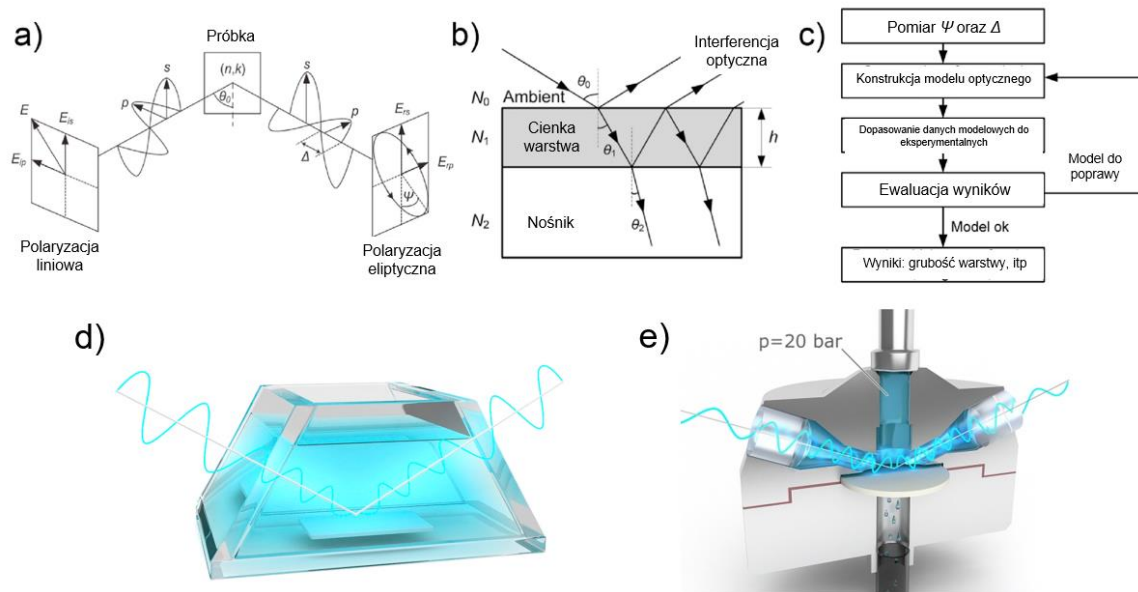 a)
Próbka
(n,k)
θ0
s
p
E
Eis
Eip
s
p
Δ
Ers
Erp
Ψ
Polaryzacja
liniowa
Polaryzacja
eliptyczna
b)
Interferencja
optyczna
θ0
N0
Ambient
N1
Cienka
warstwa
θ1
h
N2
Nośnik
θ2
c)
Pomiar Ψ oraz Δ
Konstrukcja modelu optycznego
Dopasowanie danych modelowych do
eksperymentalnych
Ewaluacja wyników
Model do
poprawy
Model ok
Wyniki: grubość warstwy, itp
d)
e)
p=20 bar